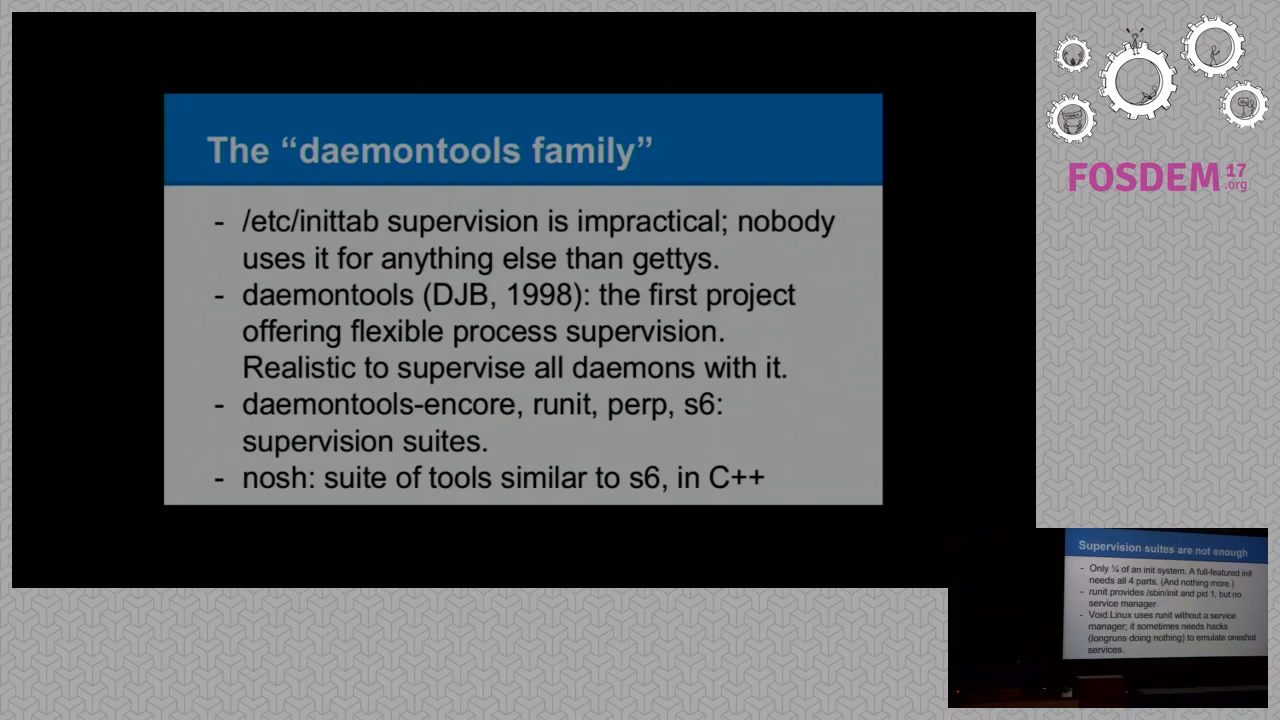 The “daemontools family”
- /etc/inittab supervision is impractical; nobody
uses it for anything else than gettys.
- daemontools (DJB, 1998): the first project
offering flexible process supervision.
Realistic to supervise all daemons with it.
- daemontools-encore, runit, perp, s6:
supervision suites.
- nosh: suite of tools similar to s6, in C++
FOSDEM 17
.org
Supervision suites are not enough
- Only ¼ of an init system. A full-featured init
needs all 4 parts. (And nothing more.)
- runit provides /sbin/init and pid 1, but no
service manager
- Void Linux uses runit without a service
manager; it sometimes needs hacks
(longruns doing nothing) to emulate oneshot
services.